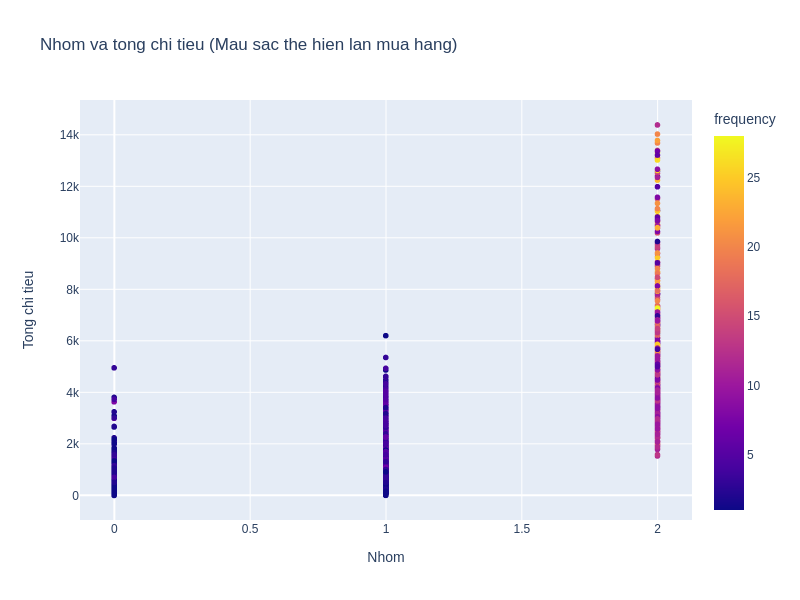 Nhom va tong chi tieu (Mau sac the hien lan mua hang)
frequency
14k
12k
10k
8k
6k
4k
2k
0
Tong chi tieu
25
20
15
10
5
0
0.5
1
1.5
2
Nhom